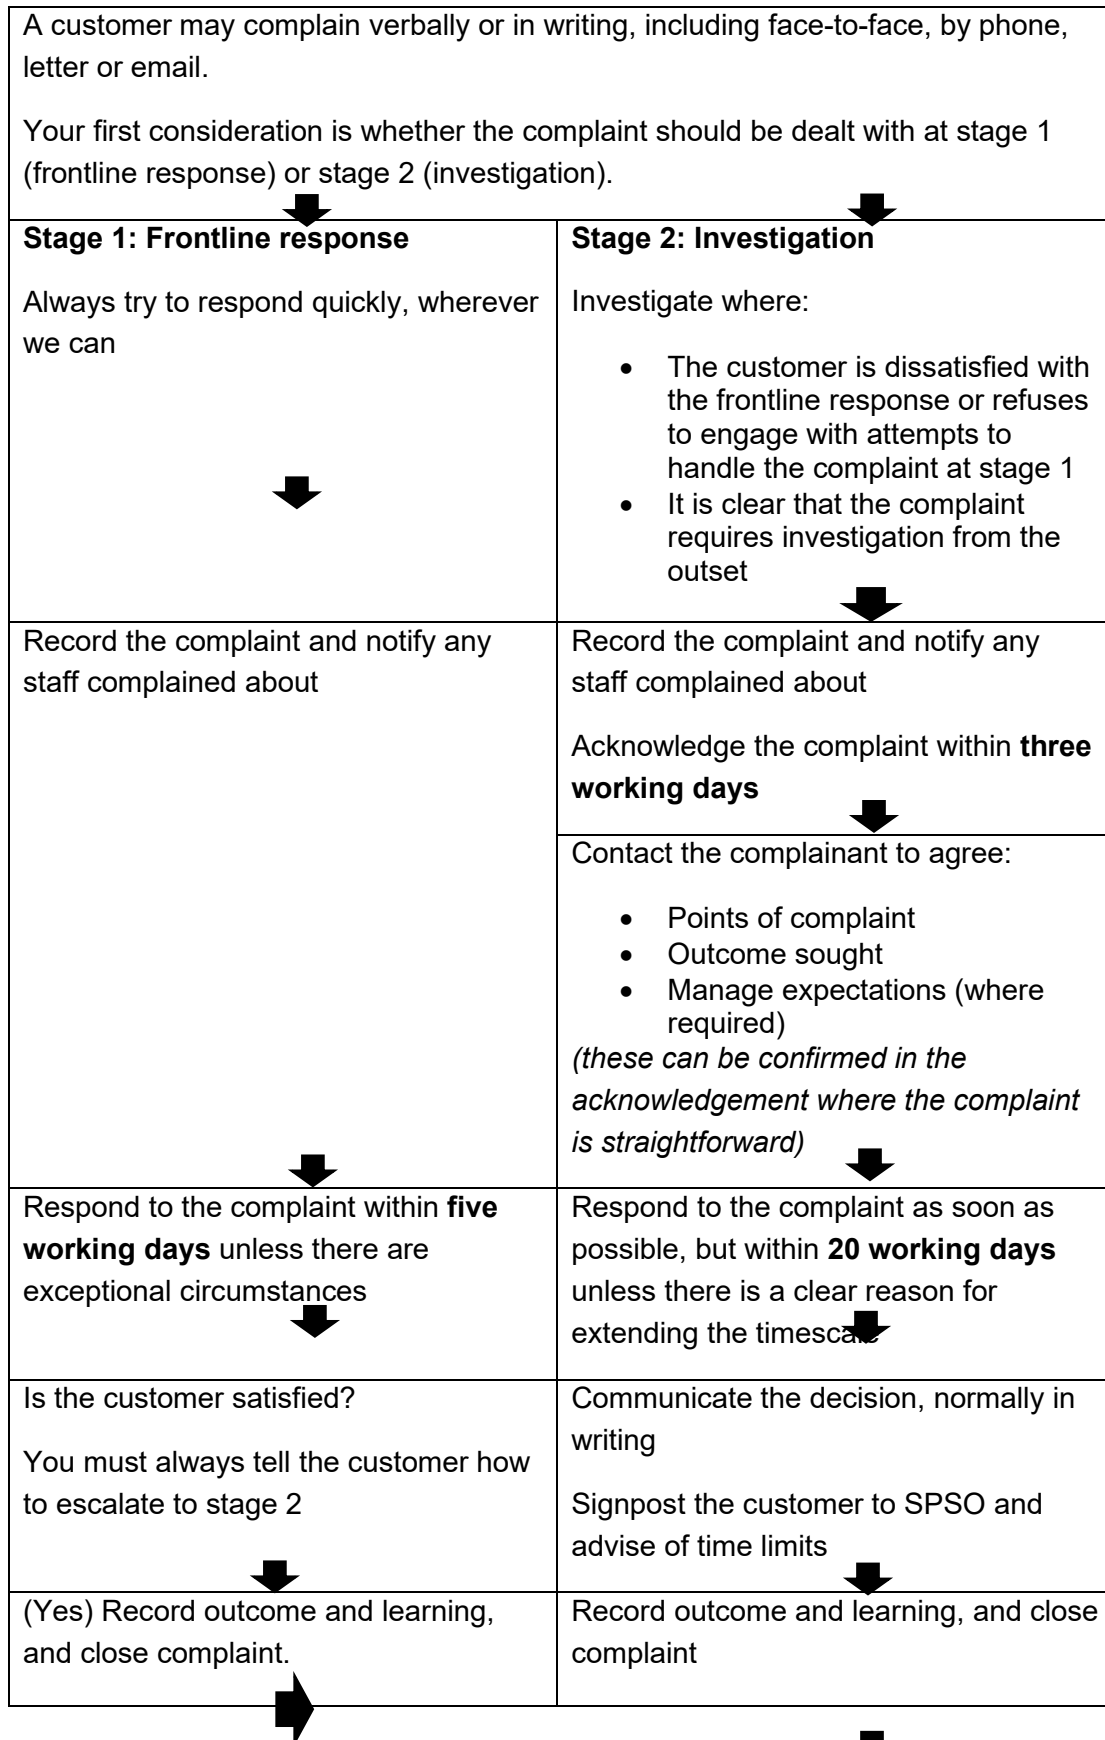 A customer may complain verbally or in writing, including face-to-face, by phone,
letter or email.
Your first consideration is whether the complaint should be dealt with at stage 1
(frontline response) or stage 2 (investigation).
Stage 1: Frontline response
Always try to respond quickly, wherever
we can
Stage 2: Investigation
Investigate where:
• The customer is dissatisfied with
the frontline response or refuses
to engage with attempts to
handle the complaint at stage 1
• It is clear that the complaint
requires investigation from the
outset
Record the complaint and notify any
staff complained about
Record the complaint and notify any
staff complained about
Acknowledge the complaint within three
working days
Contact the complainant to agree:
• Points of complaint
• Outcome sought
• Manage expectations (where
required)
(these can be confirmed in the
acknowledgement where the complaint
is straightforward)
Respond to the complaint within five
working days unless there are
exceptional circumstances
Respond to the complaint as soon as
possible, but within 20 working days
unless there is a clear reason for
extending the timescale
Is the customer satisfied?
You must always tell the customer how
to escalate to stage 2
Communicate the decision, normally in
writing
Signpost the customer to SPSO and
advise of time limits
(Yes) Record outcome and learning,
and close complaint.
Record outcome and learning, and close
complaint